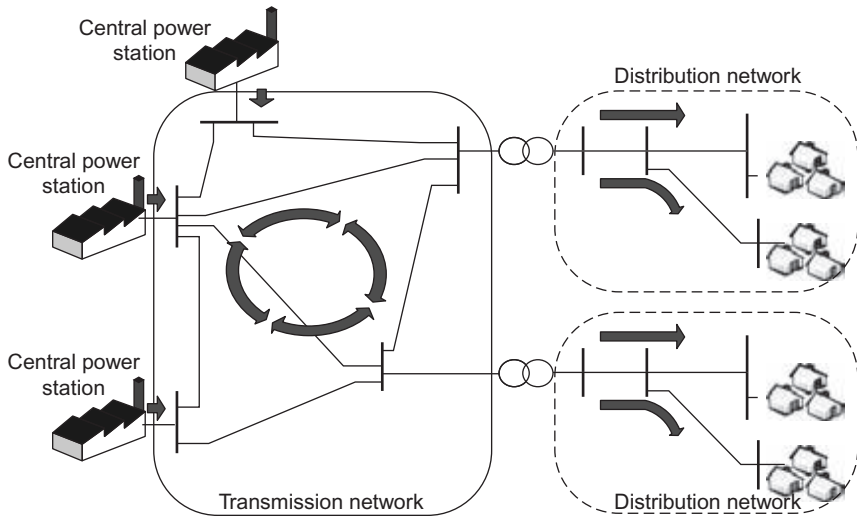 Central power
station
Distribution network
Central power
station
Central power
station
Transmission network
Distribution network